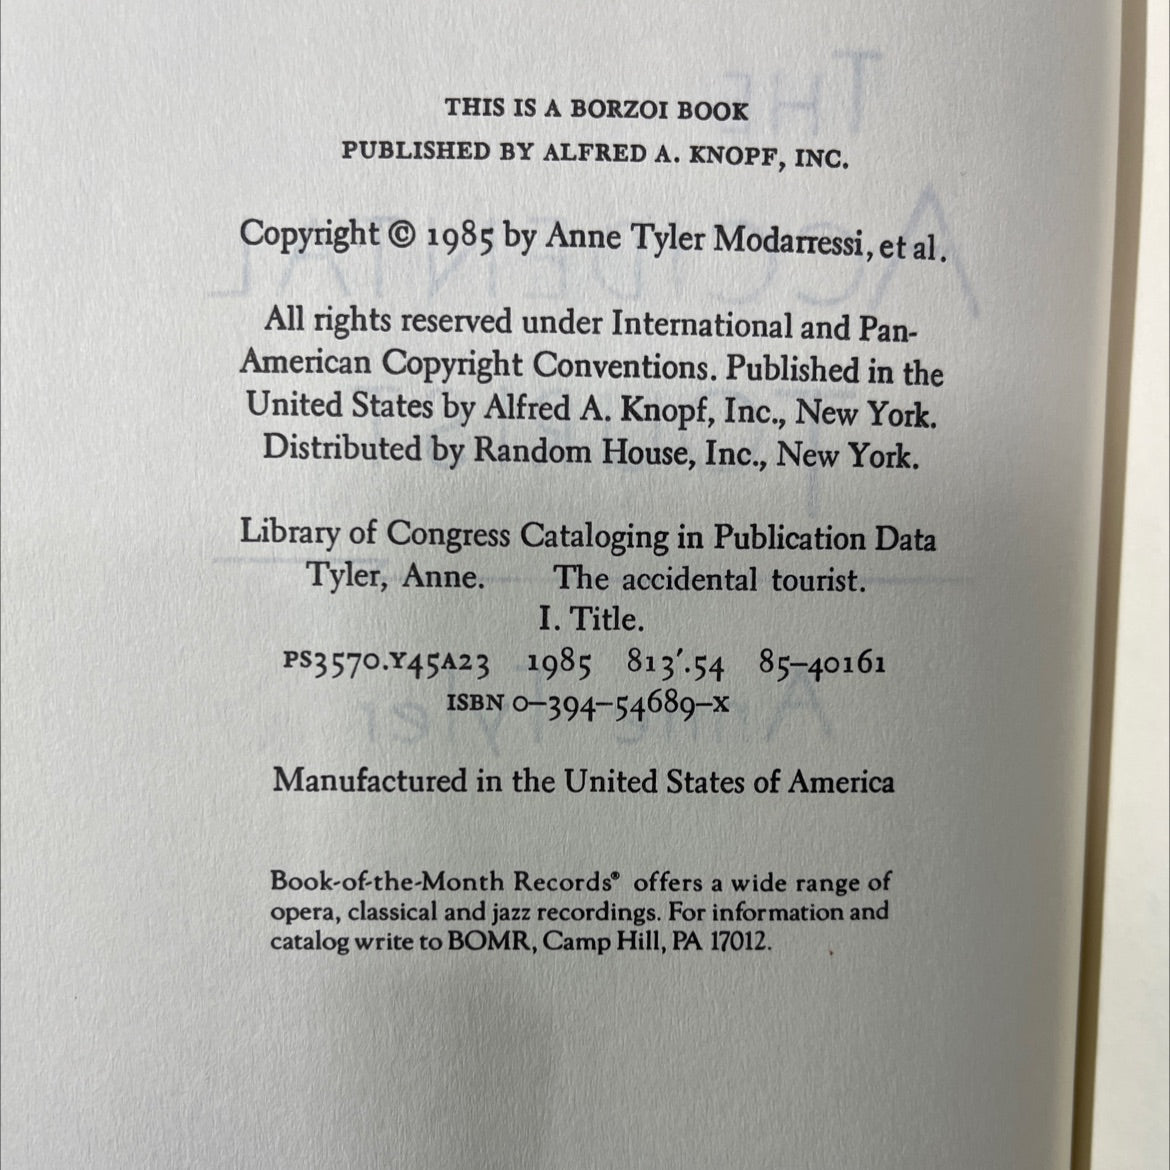 THIS IS A BORZOI BOOK
PUBLISHED BY ALFRED A. KNOPF, INC.
Copyright © 1985 by Anne Tyler Modarressi, et al.
All rights reserved under International and Pan-
American Copyright Conventions. Published in the
United States by Alfred A. Knopf, Inc., New York.
Distributed by Random House, Inc., New York.
Library of Congress Cataloging in Publication Data
Tyler, Anne. The accidental tourist.
I. Title.
PS3570.Y45A23 1985 813′.54 85–40161
ISBN 0–394–54689–X
Manufactured in the United States of America
Book-of-the-Month Records® offers a wide range of
opera, classical and jazz recordings. For information and
catalog write to BOMR, Camp Hill, PA 17012.